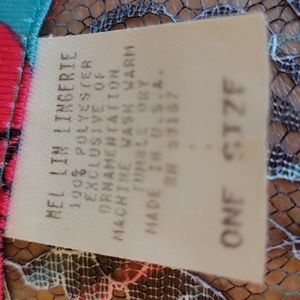 MEL LIN LINGERIE
100% POLYESTER
EXCLUSIVE OF
ORNAMENTATION
MACHINE WASH WARM
TUMBLE DRY
MADE IN U.S.A.
RN 59167
ONE SIZE